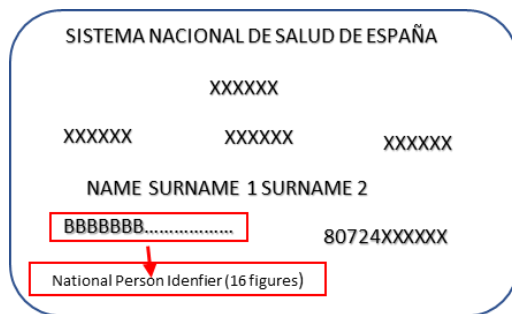 SISTEMA NACIONAL DE SALUD DE ESPAÑA
XXXXXX
XXXXXX XXXXXX XXXXXX
NAME SURNAME 1 SURNAME 2
BBBBBBB.................. 80724XXXXXX
National Person Idenfier (16 figures)